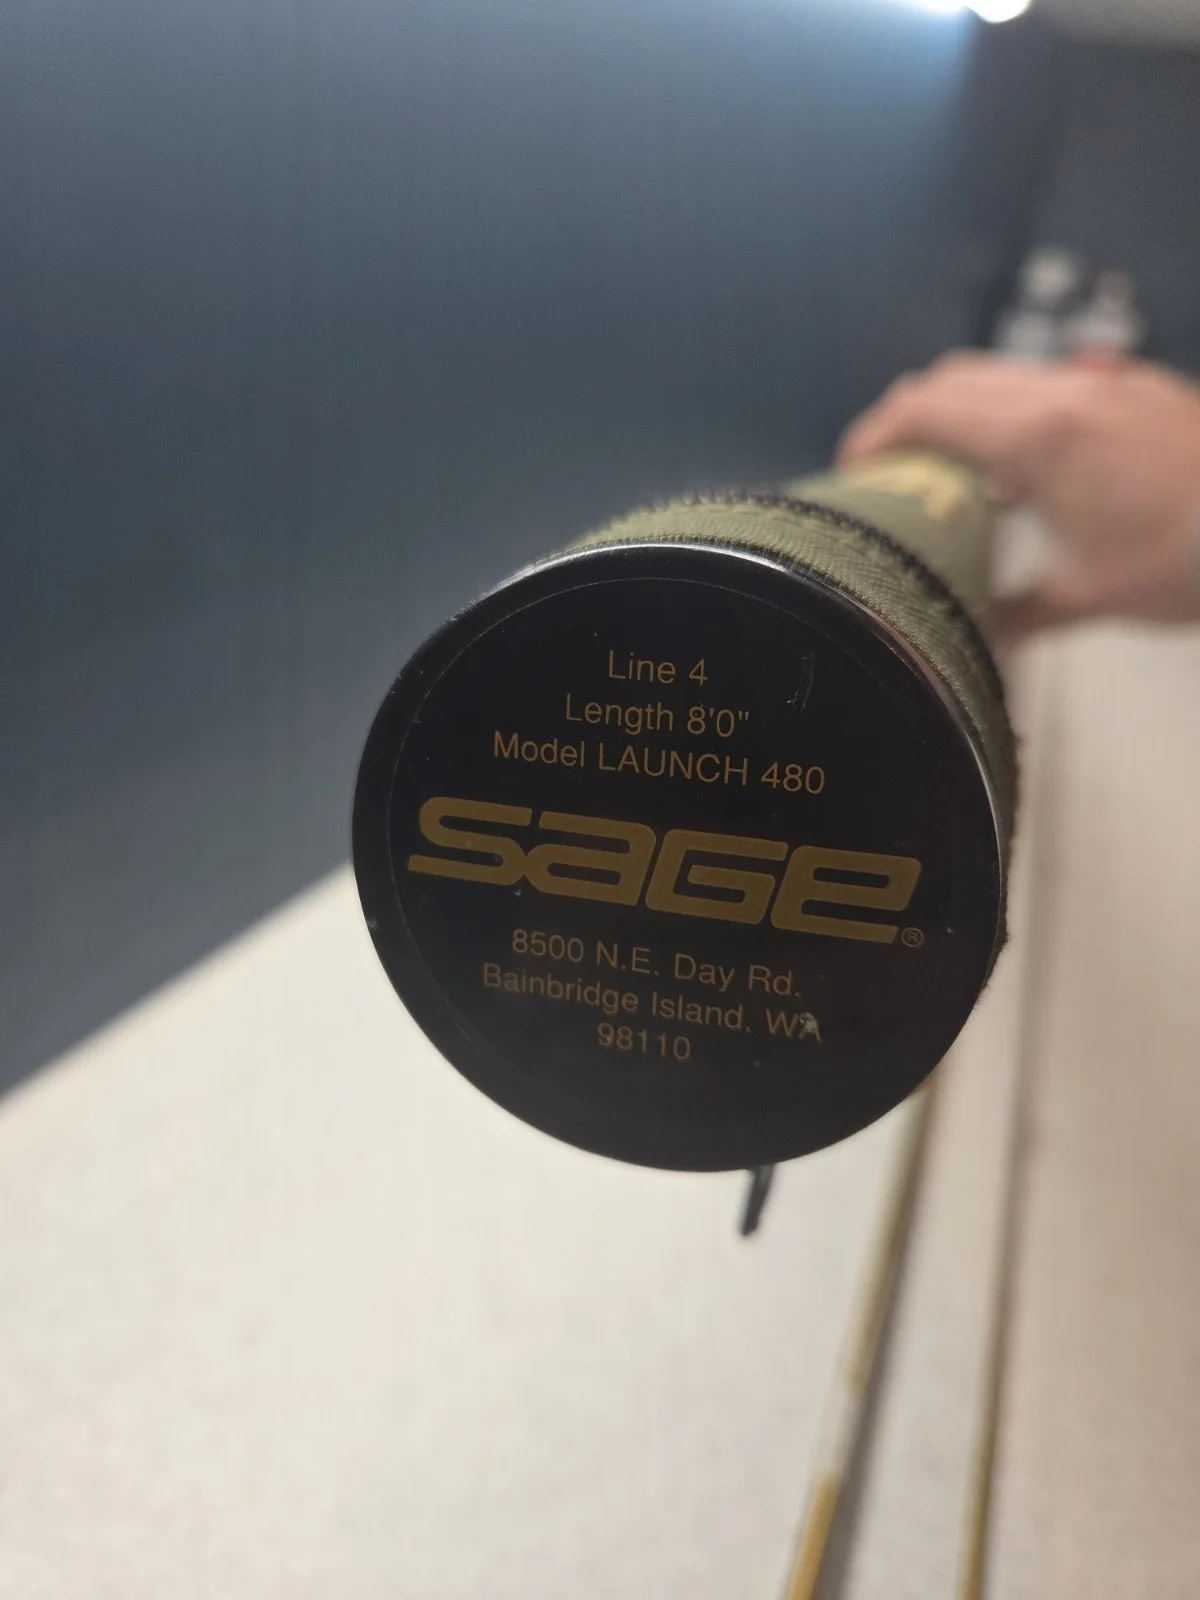 Line 4
Length 8'0"
Model LAUNCH 480
SAGE®
8500 N.E. Day Rd.
Bainbridge Island, WA
98110